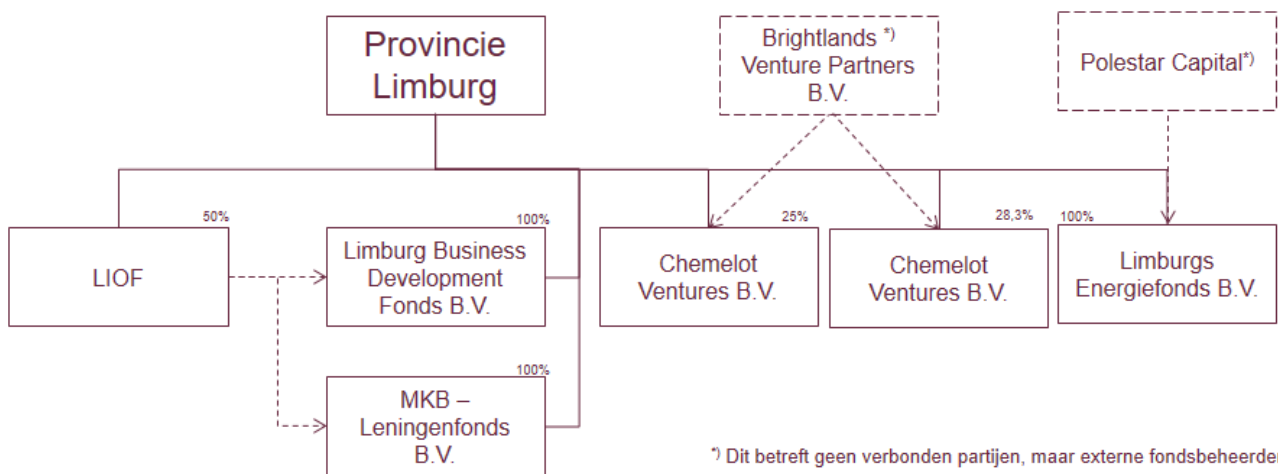 Provincie
Limburg
Brightlands *)
Venture Partners
B.V.
Polestar Capital*)
50%
LIOF
100%
Limburg Business
Development
Fonds B.V.
25%
Chemelot
Ventures B.V.
28,3%
Chemelot
Ventures B.V.
100%
Limburgs
Energiefonds B.V.
100%
MKB –
Leningenfonds
B.V.
*) Dit betreft geen verbonden partijen, maar externe fondsbeheerder